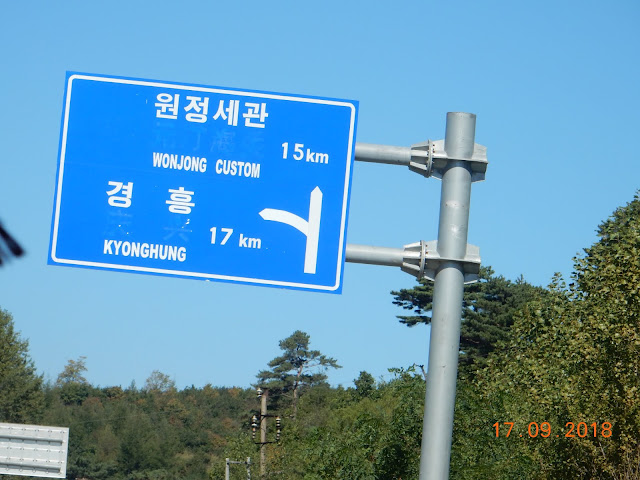 원정세관
15km
WONJONG CUSTOM
경흥
17 km
KYONGHUNG
17 09 2018